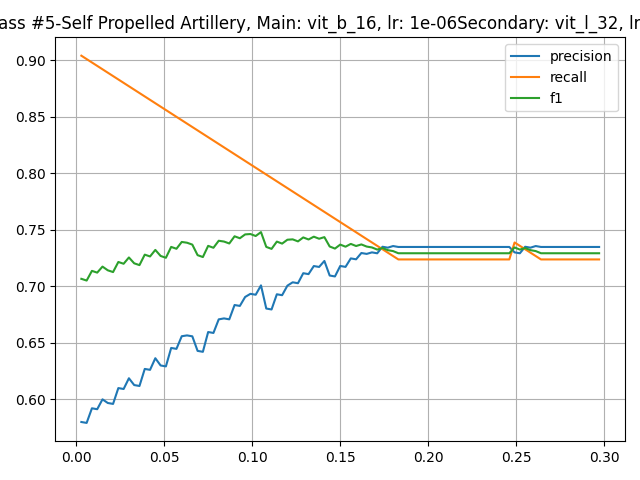 ass #5-Self Propelled Artillery, Main: vit_b_16, lr: 1e-06Secondary: vit_l_32, lr
precision
recall
f1
0.90
0.85
0.80
0.75
0.70
0.65
0.60
0.00 0.05 0.10 0.15 0.20 0.25 0.30